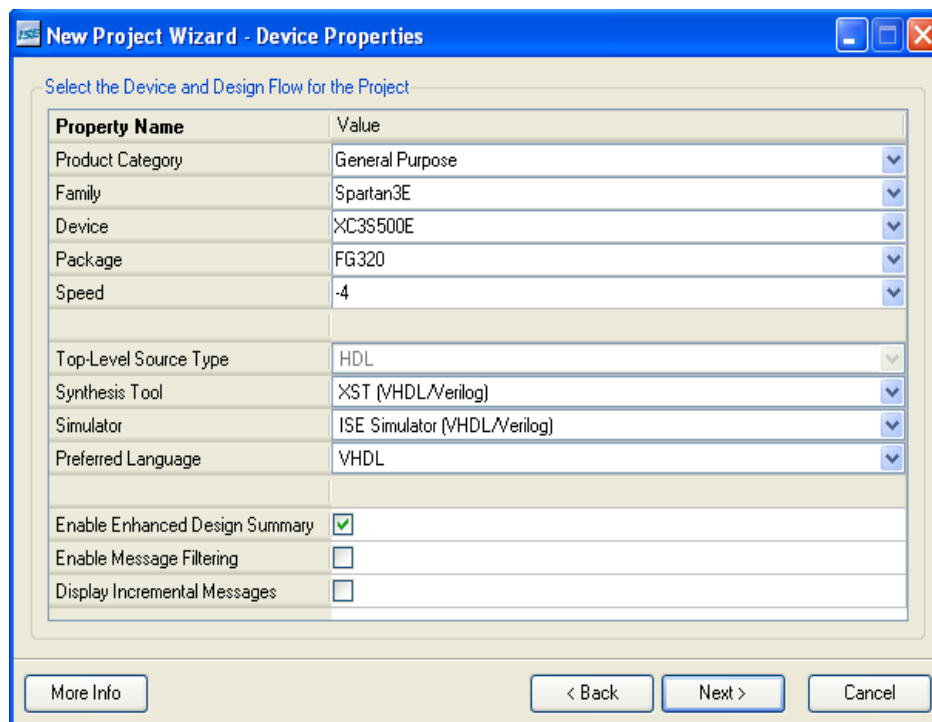 ISE New Project Wizard - Device Properties
Select the Device and Design Flow for the Project
Property Name Value
Product Category General Purpose
Family Spartan3E
Device XC3S500E
Package FG320
Speed -4
Top-Level Source Type HDL
Synthesis Tool XST (VHDL/Verilog)
Simulator ISE Simulator (VHDL/Verilog)
Preferred Language VHDL
Enable Enhanced Design Summary
Enable Message Filtering
Display Incremental Messages
More Info < Back Next > Cancel